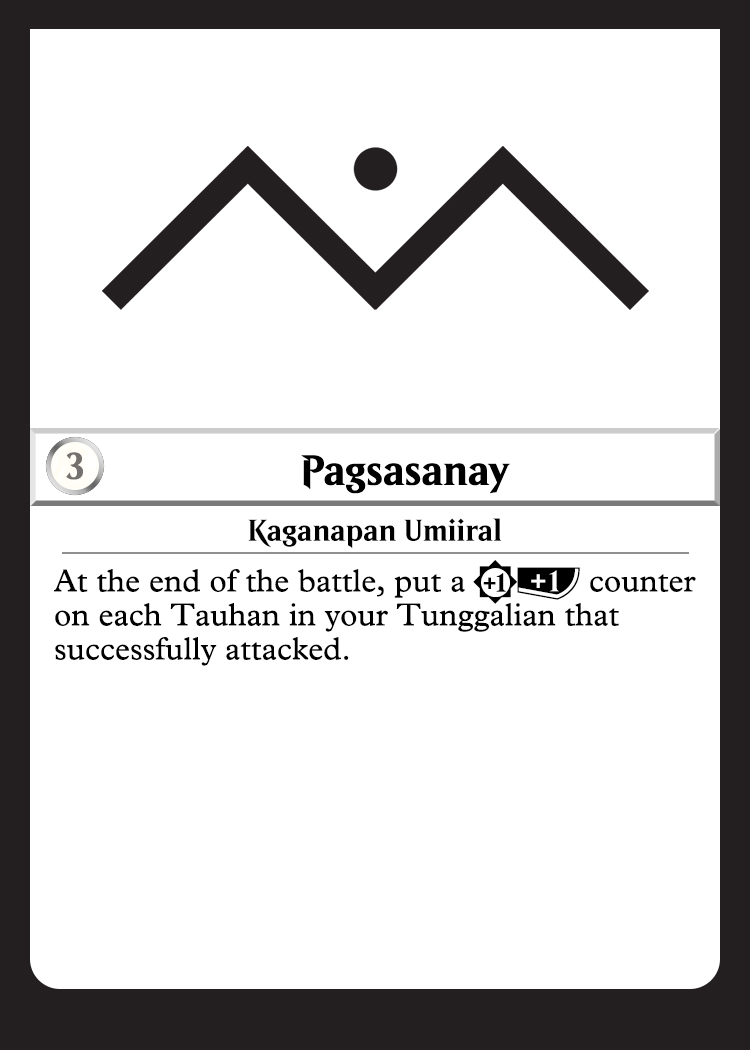 3
Pagsasanay
Kaganapan Umiiral
At the end of the battle, put a +1 +1 counter
on each Tauhan in your Tunggalian that
successfully attacked.